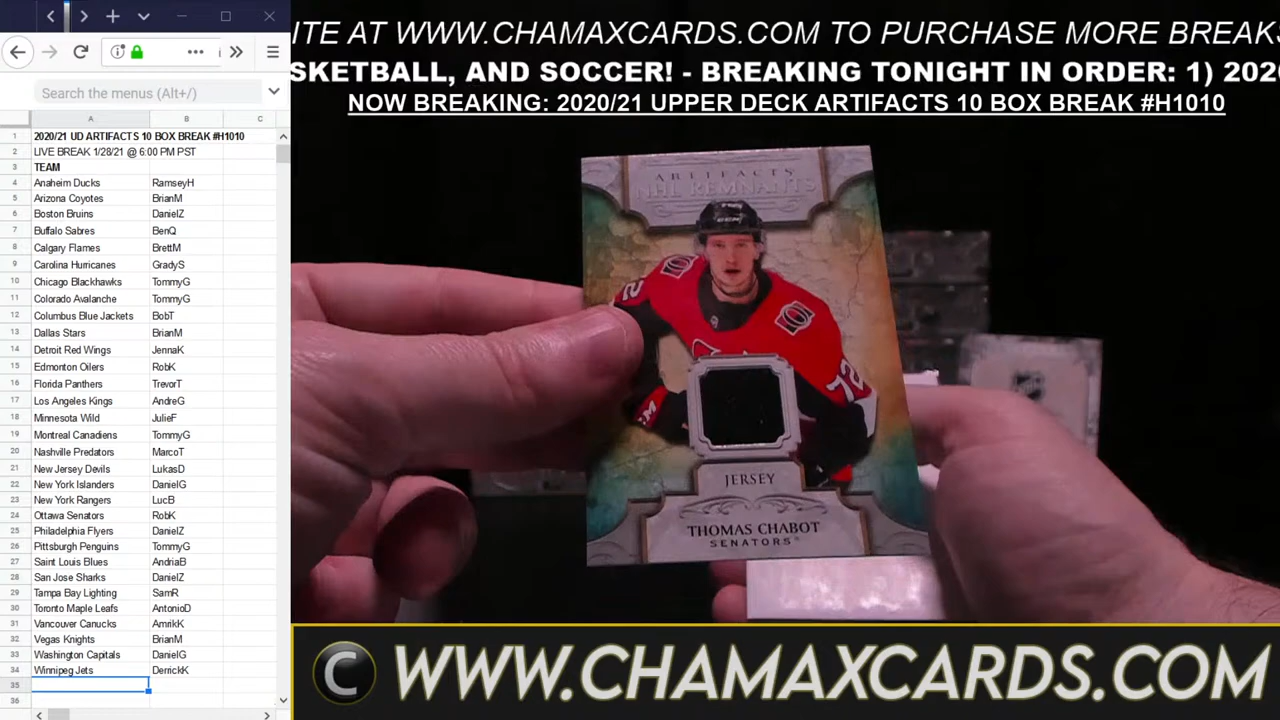 Search the menus (Alt+/)
A B C
1 2020/21 UD ARTIFACTS 10 BOX BREAK #H1010
2 LIVE BREAK 1/28/21 @ 6:00 PM PST
3 TEAM
4 Anaheim Ducks RamseyH
5 Arizona Coyotes BrianM
6 Boston Bruins DanielZ
7 Buffalo Sabres BenQ
8 Calgary Flames BrettM
9 Carolina Hurricanes GradyS
10 Chicago Blackhawks TommyG
11 Colorado Avalanche TommyG
12 Columbus Blue Jackets BobT
13 Dallas Stars BrianM
14 Detroit Red Wings JennaK
15 Edmonton Oilers RobK
16 Florida Panthers TrevorT
17 Los Angeles Kings AndreG
18 Minnesota Wild JulieF
19 Montreal Canadiens TommyG
20 Nashville Predators MarcoT
21 New Jersey Devils LukasD
22 New York Islanders DanielG
23 New York Rangers LucB
24 Ottawa Senators RobK
25 Philadelphia Flyers DanielZ
26 Pittsburgh Penguins TommyG
27 Saint Louis Blues AndriaB
28 San Jose Sharks DanielZ
29 Tampa Bay Lighting SamR
30 Toronto Maple Leafs AntonioD
31 Vancouver Canucks AmrikK
32 Vegas Knights BrianM
33 Washington Capitals DanielG
34 Winnipeg Jets DerrickK
35
36
ITE AT WWW.CHAMAXCARDS.COM TO PURCHASE MORE BREAKS
SKETBALL, AND SOCCER! - BREAKING TONIGHT IN ORDER: 1) 202
NOW BREAKING: 2020/21 UPPER DECK ARTIFACTS 10 BOX BREAK #H1010
ARTIFACTS
NHL REMNANTS
CCM
72
72
CCM
JERSEY
THOMAS CHABOT
SENATORS
C WWW.CHAMAXCARDS.COM